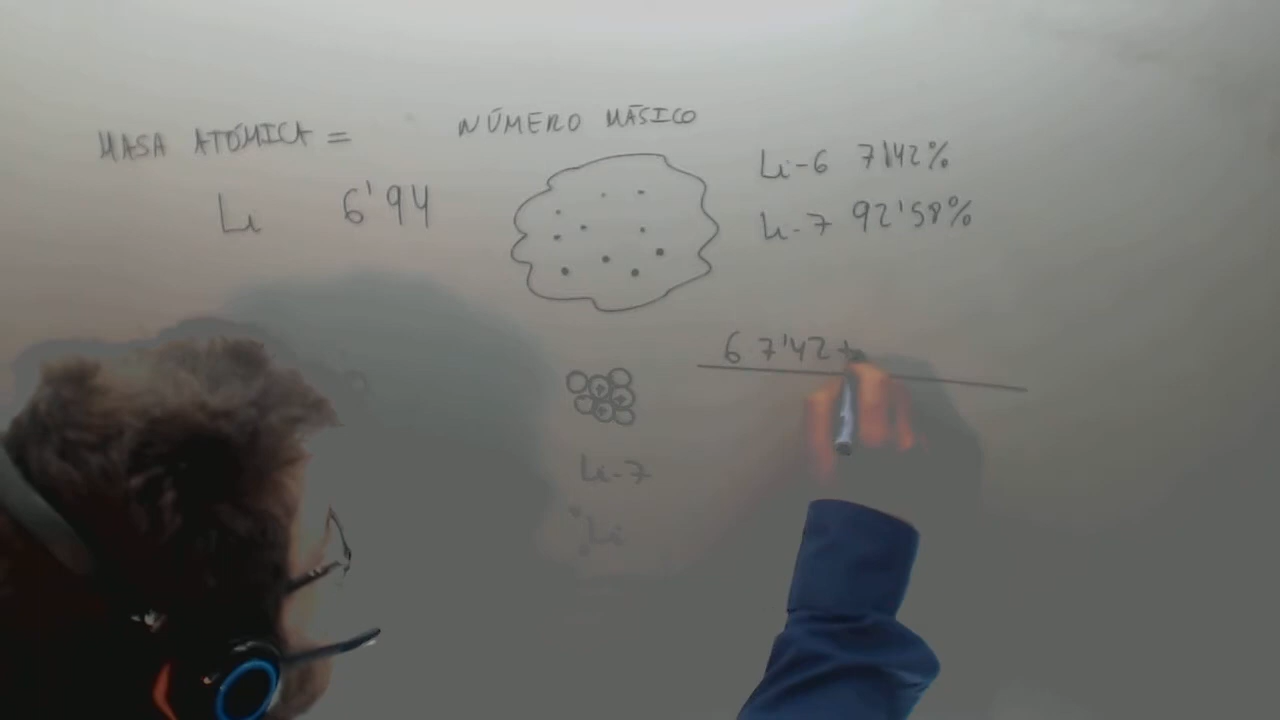 MASA ATÓMICA =
NÚMERO MÁSICO
Li 6'94
Li-6 7'42%
Li-7 92'58%
6 7'42 +
Li-7
Li